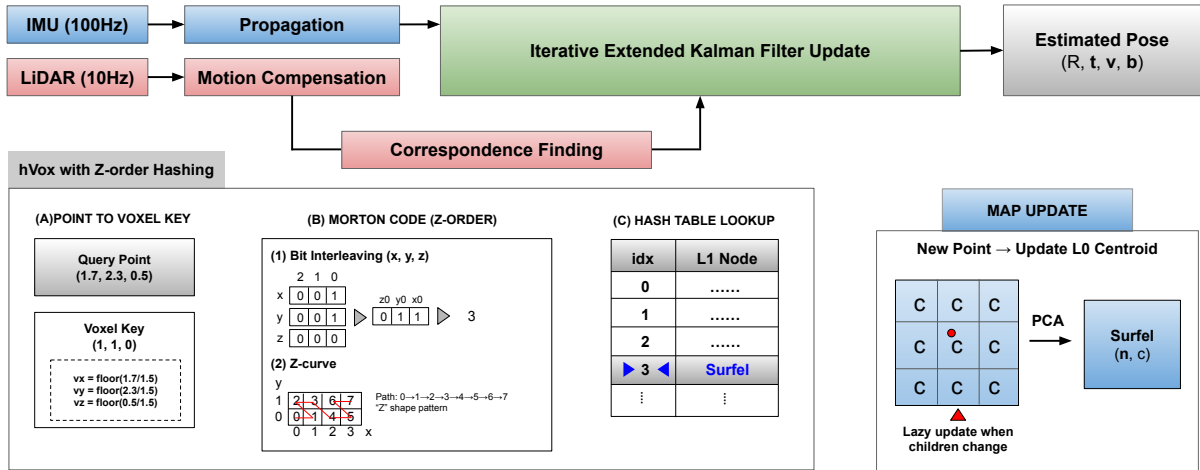 IMU (100Hz)
Propagation
Iterative Extended Kalman Filter Update
Estimated Pose
(R, t, v, b)
LiDAR (10Hz)
Motion Compensation
Correspondence Finding
hVox with Z-order Hashing
(A)POINT TO VOXEL KEY
Query Point
(1.7, 2.3, 0.5)
Voxel Key
(1, 1, 0)
vx = floor(1.7/1.5)
vy = floor(2.3/1.5)
vz = floor(0.5/1.5)
(B) MORTON CODE (Z-ORDER)
(1) Bit Interleaving (x, y, z)
2 1 0
x 0 0 1
y 0 0 1
z 0 0 0
z0 y0 x0
0 1 1
3
(2) Z-curve
y
1 2 3 6 7
0 0 1 4 5
0 1 2 3 x
Path: 0→1→2→3→4→5→6→7
“Z” shape pattern
(C) HASH TABLE LOOKUP
idx L1 Node
0 ......
1 ......
2 ......
3 Surfel
⁞ ⁞
MAP UPDATE
New Point → Update L0 Centroid
C C C
C C C
C C C
PCA
Surfel
(n, c)
Lazy update when
children change